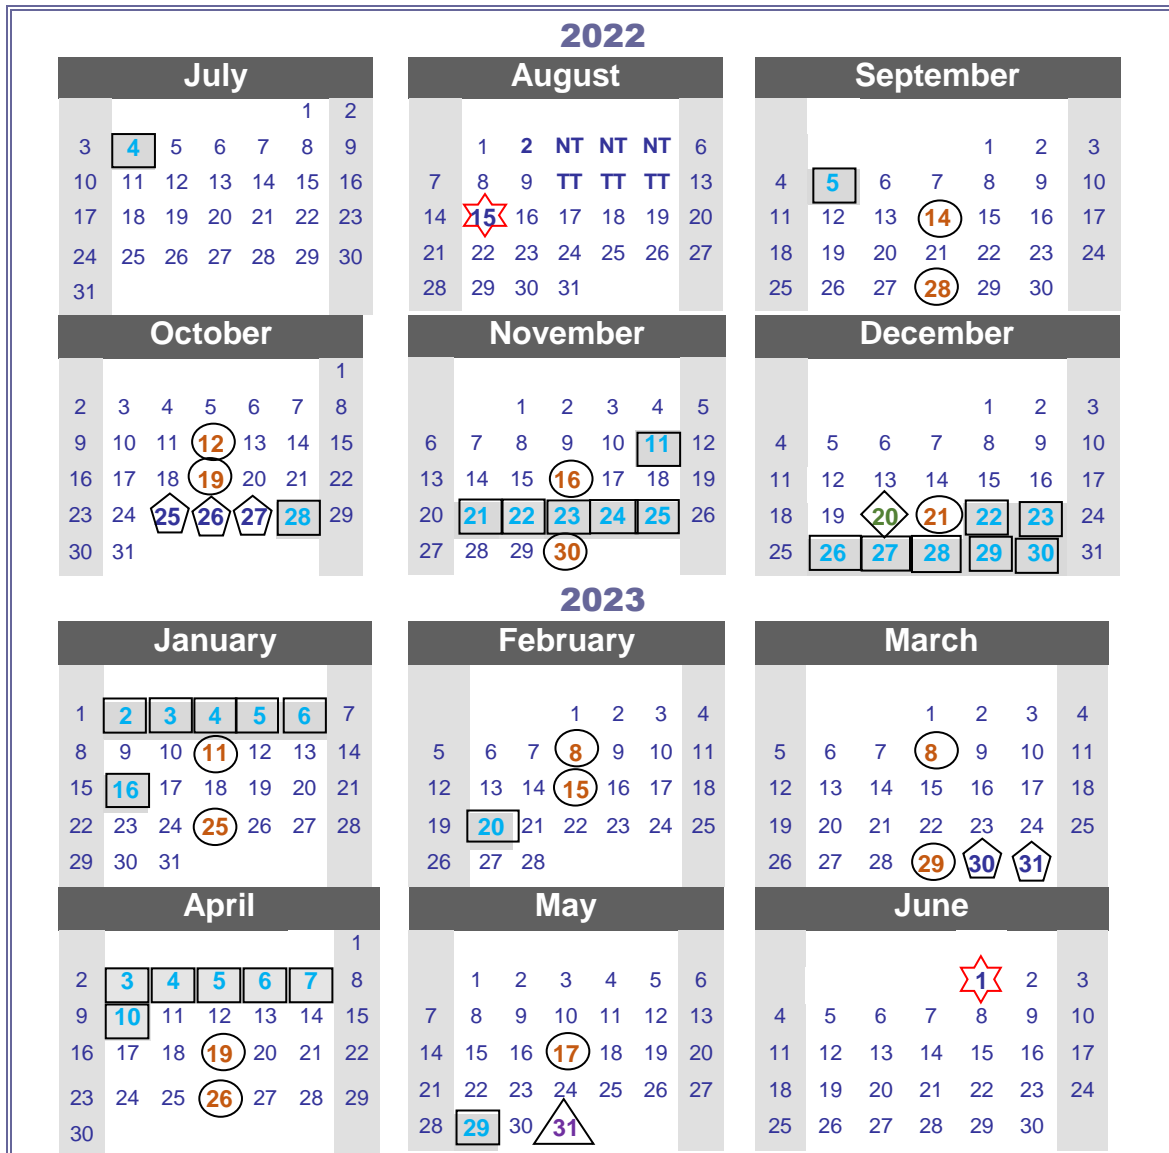 2022
July August September
1 2
3 4 5 6 7 8 9 1 2 NT NT NT 6 1 2 3
10 11 12 13 14 15 16 7 8 9 TT TT TT 13 4 5 6 7 8 9 10
17 18 19 20 21 22 23 14 15 16 17 18 19 20 11 12 13 14 15 16 17
24 25 26 27 28 29 30 21 22 23 24 25 26 27 18 19 20 21 22 23 24
31 28 29 30 31 25 26 27 28 29 30
October November December
1
2 3 4 5 6 7 8 1 2 3 4 5 1 2 3
9 10 11 12 13 14 15 6 7 8 9 10 11 12 4 5 6 7 8 9 10
16 17 18 19 20 21 22 13 14 15 16 17 18 19 11 12 13 14 15 16 17
23 24 25 26 27 28 29 20 21 22 23 24 25 26 18 19 20 21 22 23 24
30 31 27 28 29 30 25 26 27 28 29 30 31
2023
January February March
1 2 3 4 5 6 7 1 2 3 4 1 2 3 4
8 9 10 11 12 13 14 5 6 7 8 9 10 11 5 6 7 8 9 10 11
15 16 17 18 19 20 21 12 13 14 15 16 17 18 12 13 14 15 16 17 18
22 23 24 25 26 27 28 19 20 21 22 23 24 25 19 20 21 22 23 24 25
29 30 31 26 27 28 26 27 28 29 30 31
April May June
1
2 3 4 5 6 7 8 1 2 3 4 5 6 1 2 3
9 10 11 12 13 14 15 7 8 9 10 11 12 13 4 5 6 7 8 9 10
16 17 18 19 20 21 22 14 15 16 17 18 19 20 11 12 13 14 15 16 17
23 24 25 26 27 28 29 21 22 23 24 25 26 27 18 19 20 21 22 23 24
30 28 29 30 31 25 26 27 28 29 30